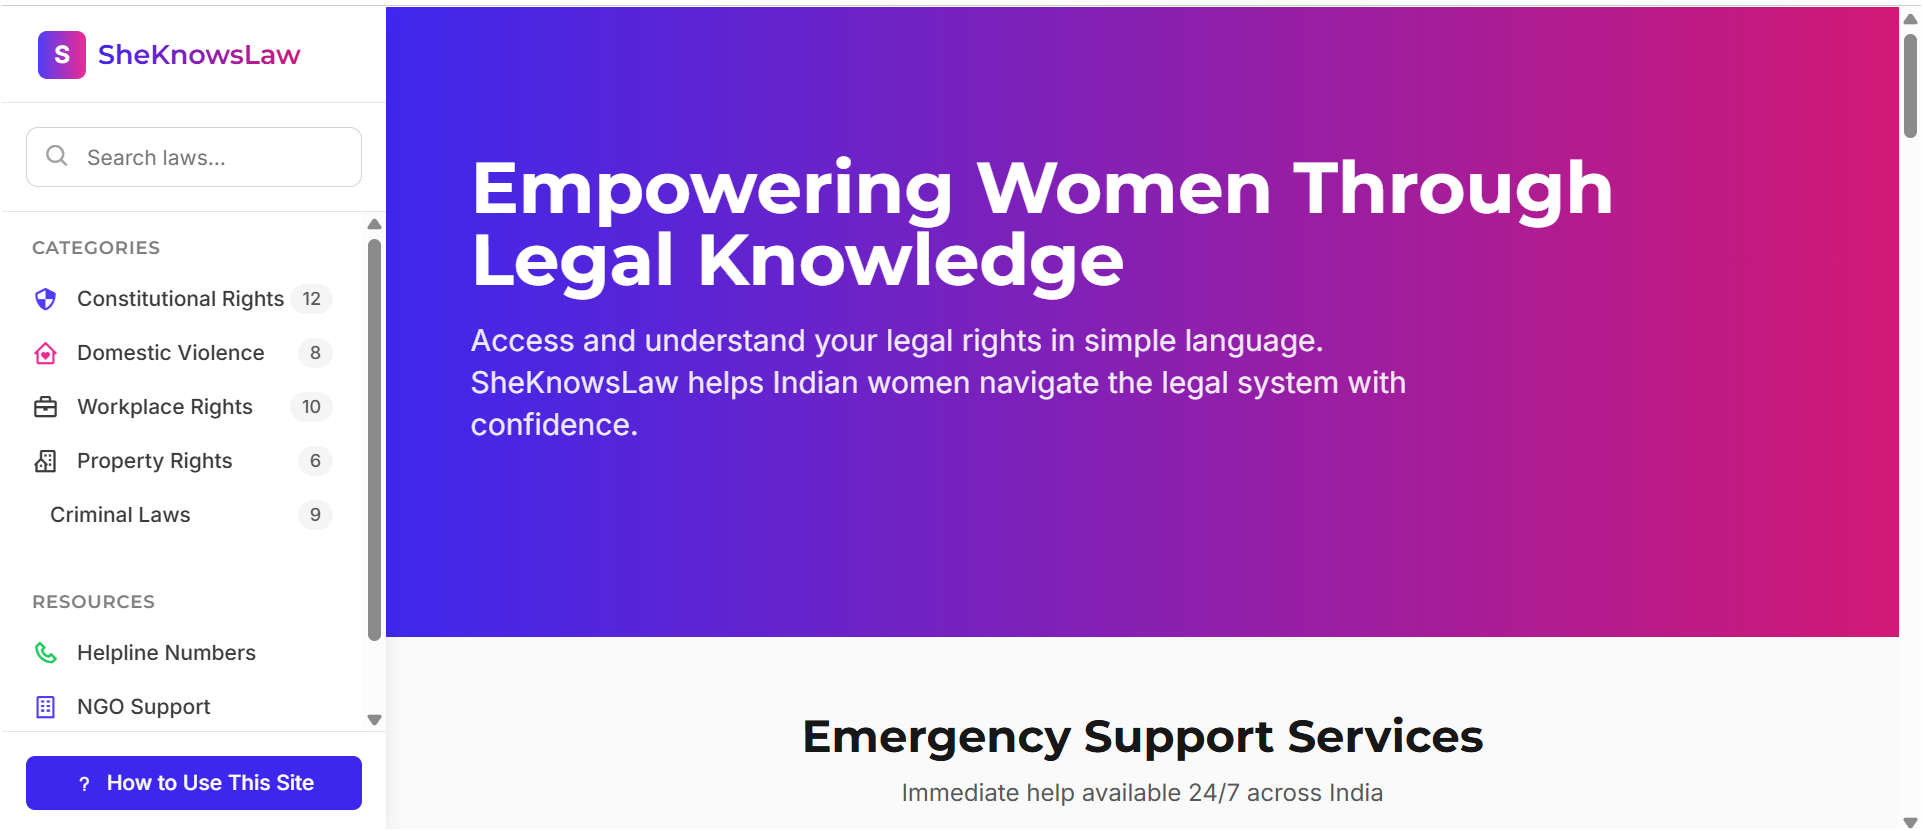 S SheKnowsLaw
Search laws...
CATEGORIES
Constitutional Rights 12
Domestic Violence 8
Workplace Rights 10
Property Rights 6
Criminal Laws 9
RESOURCES
Helpline Numbers
NGO Support
? How to Use This Site
Empowering Women Through
Legal Knowledge
Access and understand your legal rights in simple language.
SheKnowsLaw helps Indian women navigate the legal system with
confidence.
Emergency Support Services
Immediate help available 24/7 across India